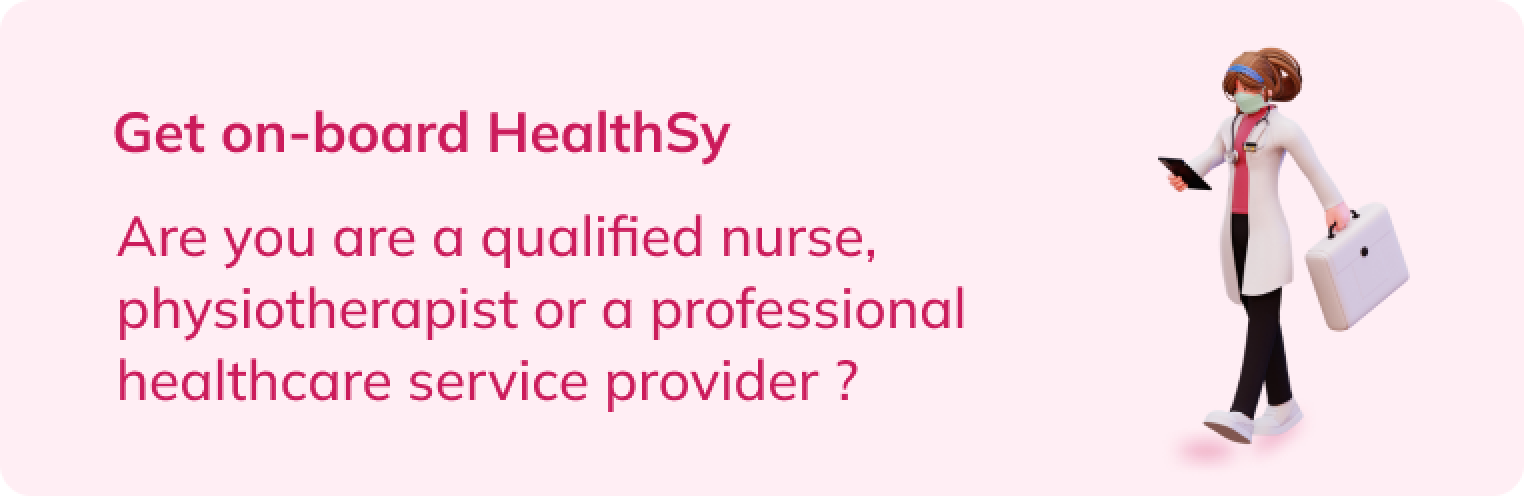 Get on-board HealthSy
Are you are a qualified nurse,
physiotherapist or a professional
healthcare service provider ?